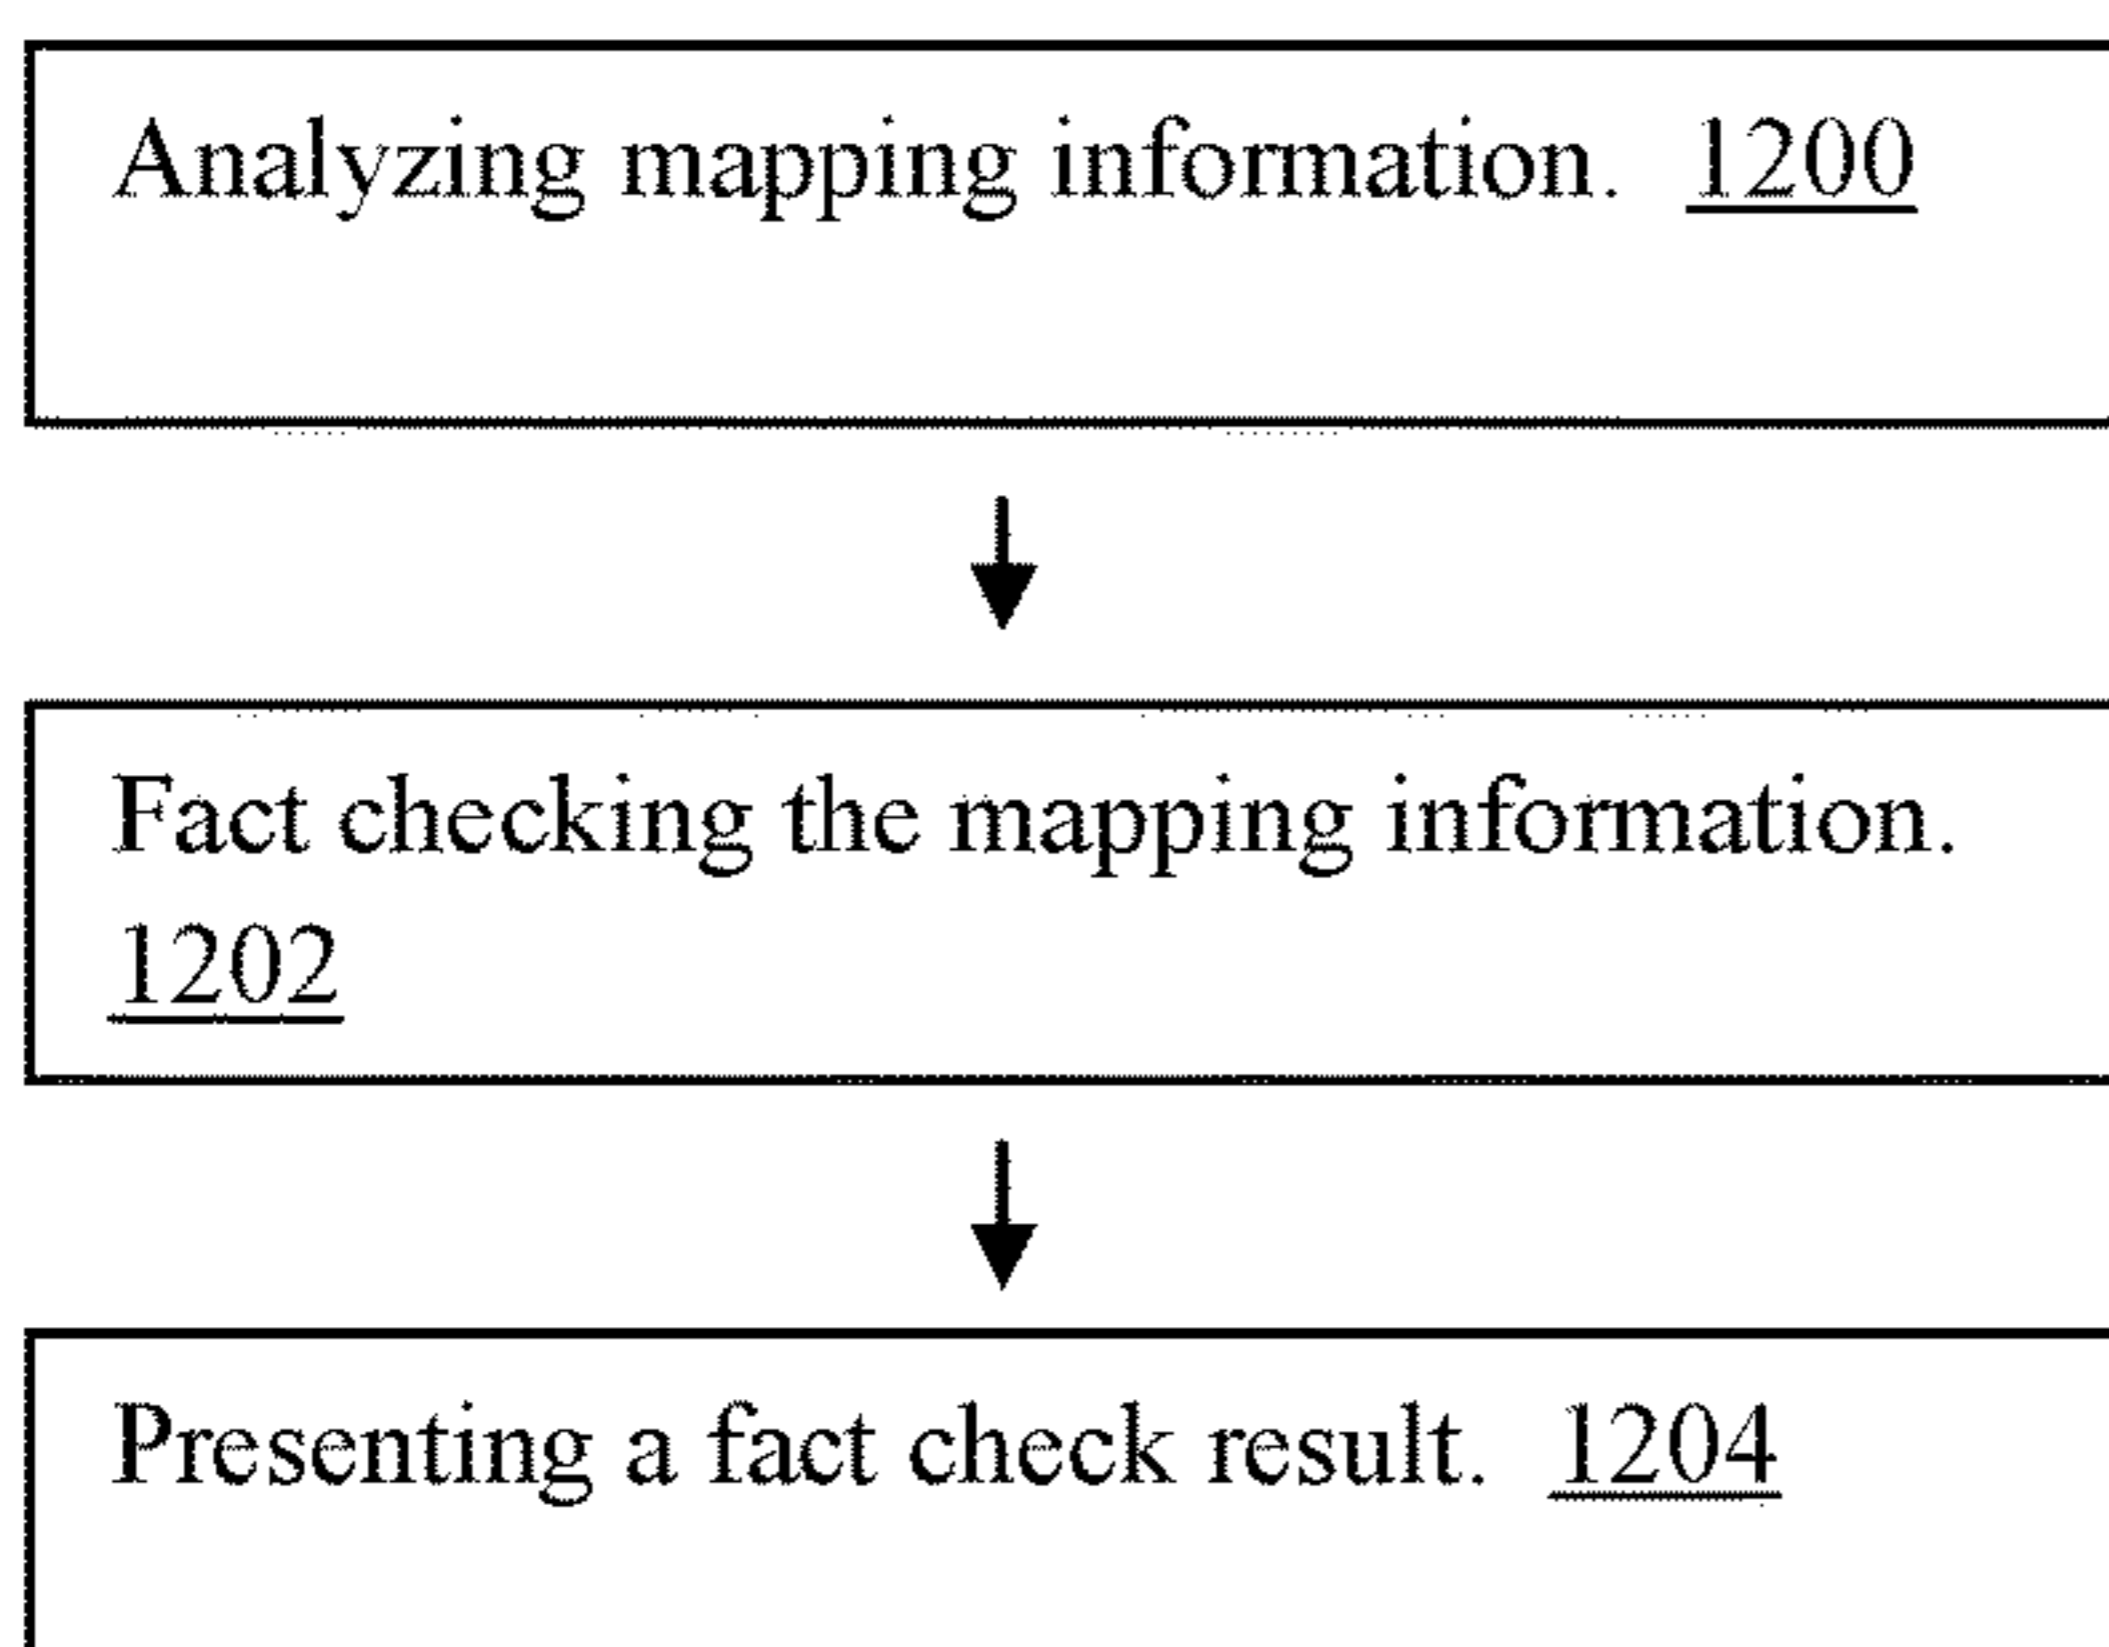 Analyzing mapping information. 1200
Fact checking the mapping information.
1202
Presenting a fact check result. 1204